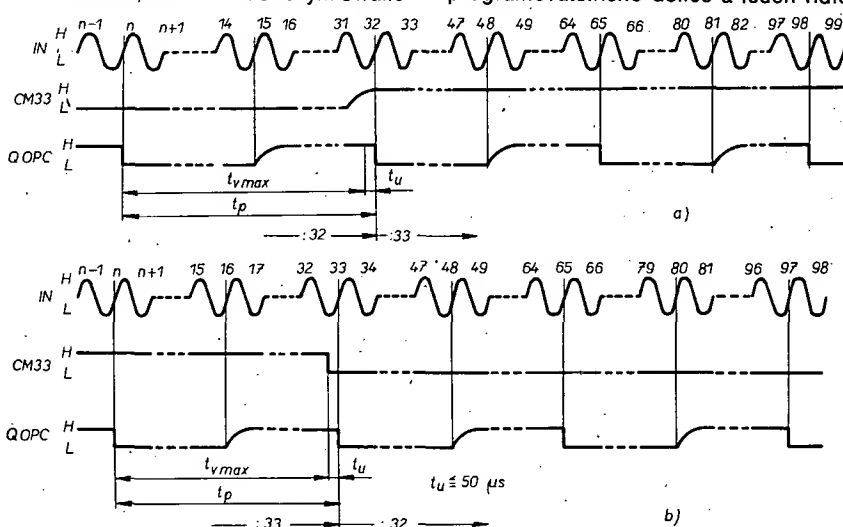 programovatelného děliče a jeden
n-1 n n+1 14 15 16 31 32 33 47 48 49 64 65 66 80 81 82 97 98 99
IN H
L
CM33 H
L
QOPC H
L
tvmax tu
tp
a)
:32 :33
n-1 n n+1 15 16 17 32 33 34 47 48 49 64 65 66 79 80 81 96 97 98
IN H
L
CM33 H
L
QOPC H
L
tvmax tu
tu ≦ 50 µs
tp
b)
:33 :32